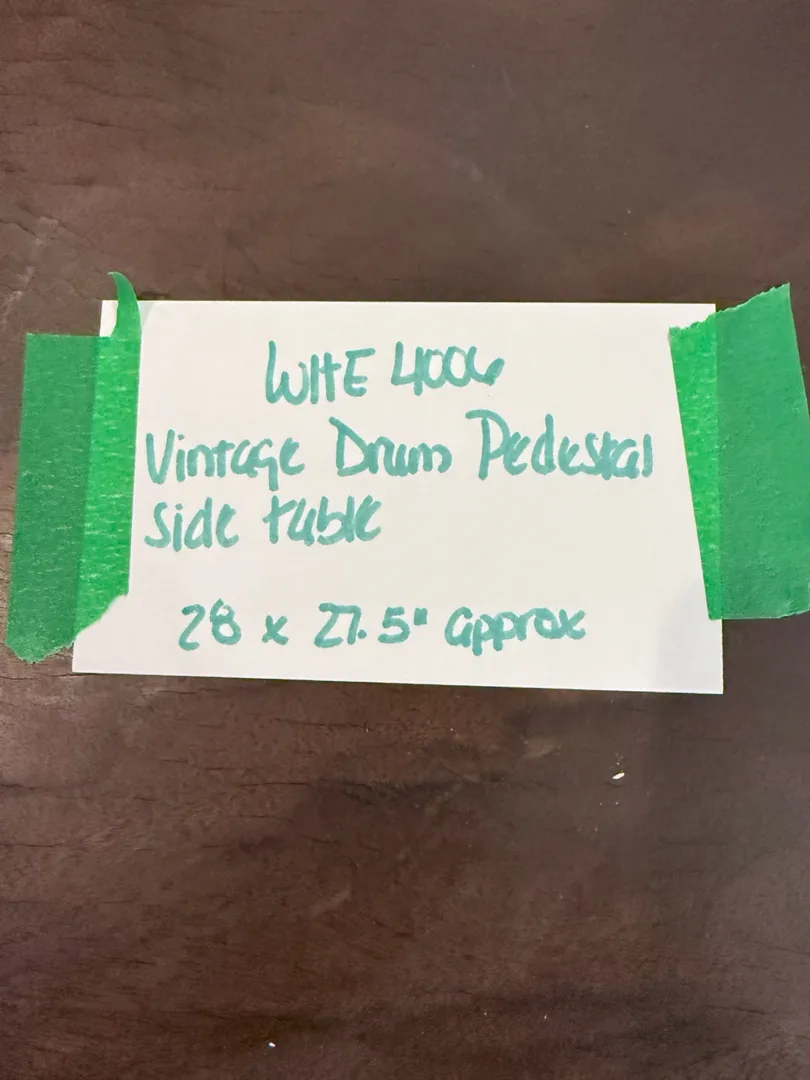 WHE 4006
Vintage Drum Pedestal
side table
28 x 27.5" approx